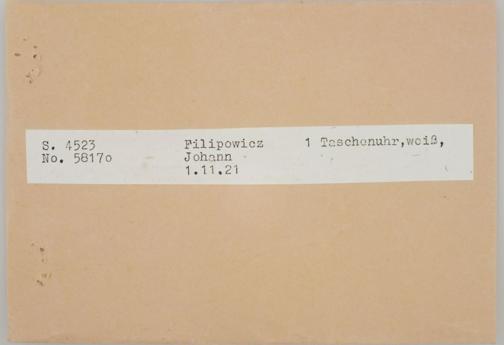 S. 4523 Filipowicz 1 Taschenuhr,weiß,
No. 5817o Johann
1.11.21